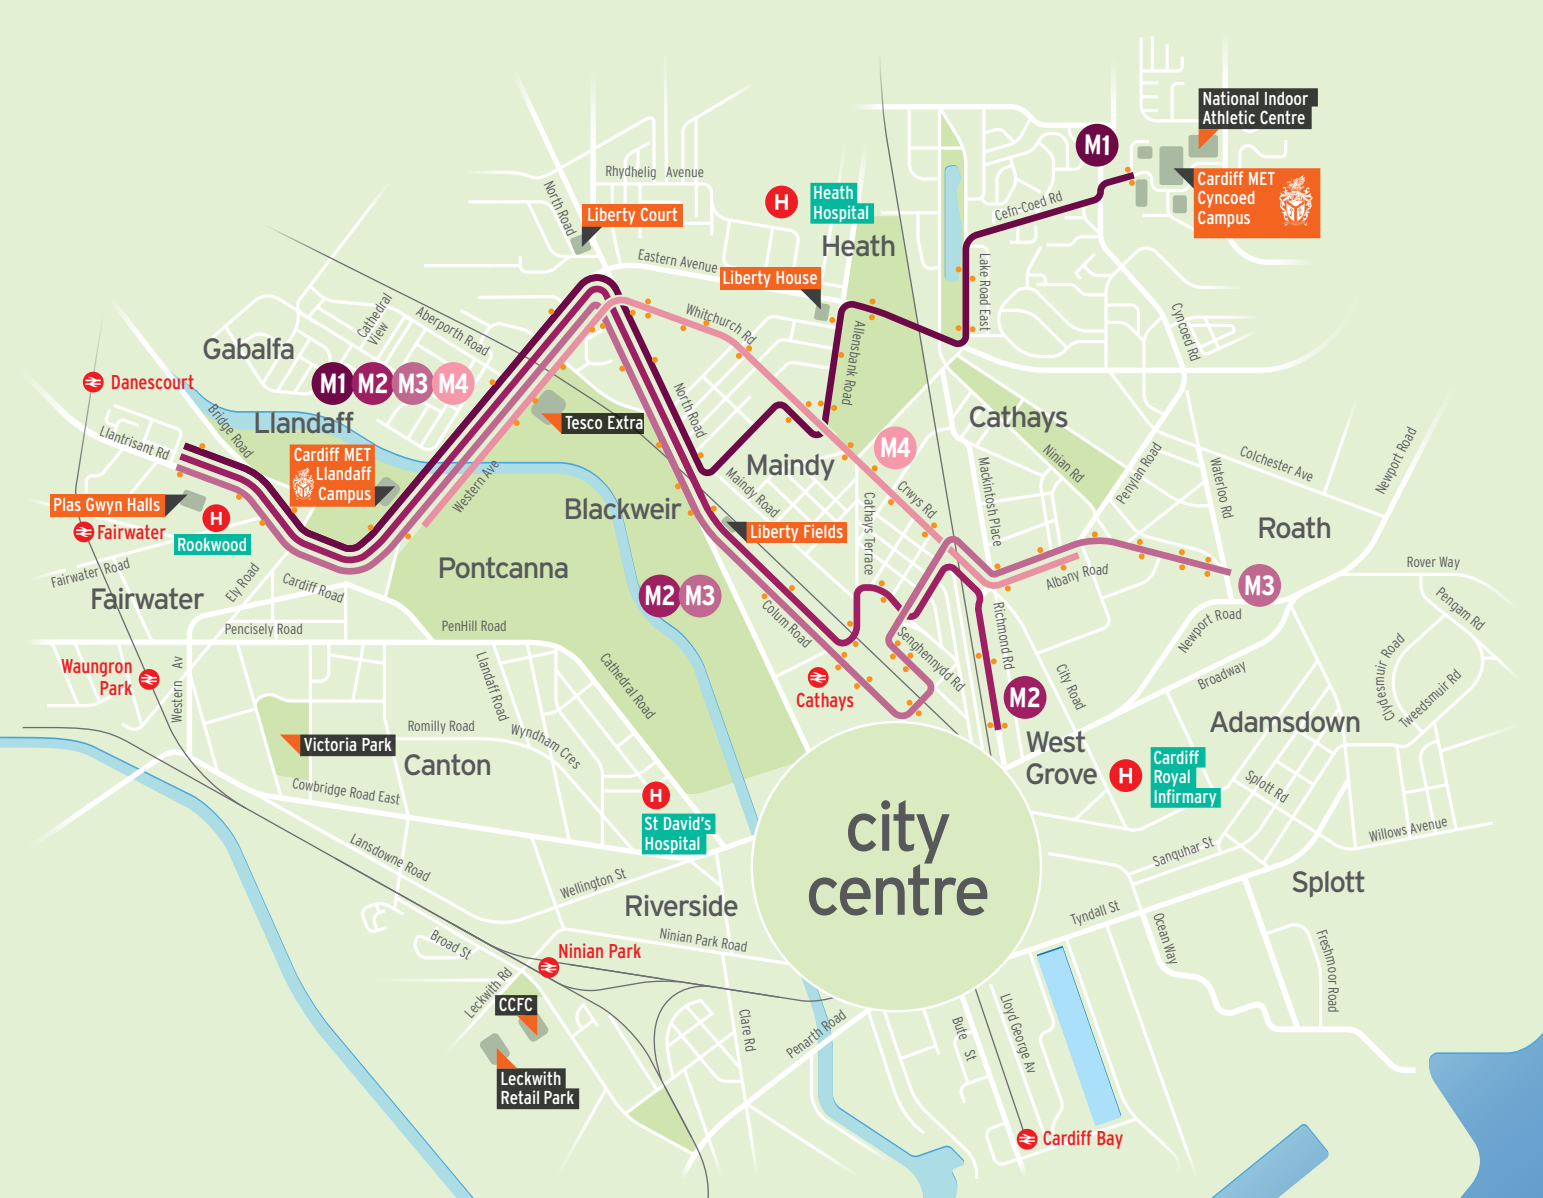 National Indoor
Athletic Centre
M1
Cardiff MET
Cyncoed
Campus
Rhydhelig Avenue
North Road
Liberty Court
H
Heath
Hospital
Heath
Cefn-Coed Rd
Lake Road East
Eastern Avenue
Liberty House
Whitchurch Rd
Allensbank Road
Cyncoed Rd
Cathedral
View
Aberporth Road
Gabalfa
M1
M2
M3
M4
Danescourt
Bridge Road
Llandaff
Llantrisant Rd
Tesco Extra
North Road
Cathays
M4
Maindy
Cardiff MET
Llandaff
Campus
Western Ave
Maindy Road
Crwys Rd
Mackintosh Place
Ninian Rd
Penylan Road
Waterloo Rd
Colchester Ave
Newport Road
Plas Gwyn Halls
H
Rookwood
Fairwater
Blackweir
Liberty Fields
Cathays Terrace
Roath
Fairwater Road
Fairwater
Ely Road
Cardiff Road
Pontcanna
M2
M3
Colum Road
Albany Road
M3
Rover Way
Pengam Rd
Pencisely Road
PenHill Road
Richmond Rd
Senghennydd Rd
Newport Road
Waungron
Park
Western Av
Llandaff Road
Cathedral Road
Cathays
City Road
Broadway
Clydesmuir Road
Tweedsmuir Rd
M2
Adamsdown
Victoria Park
Romilly Road
Wyndham Cres
Canton
West
Grove
H
Cardiff
Royal
Infirmary
Splott Rd
Cowbridge Road East
H
St David's
Hospital
city
centre
Willows Avenue
Sanquhar St
Lansdowne Road
Wellington St
Riverside
Splott
Tyndall St
Ocean Way
Freshmoor Road
Broad St
Ninian Park
Ninian Park Road
Leckwith Rd
CCFC
Leckwith
Retail Park
Clare Rd
Penarth Road
Bute St
Lloyd George Av
Cardiff Bay